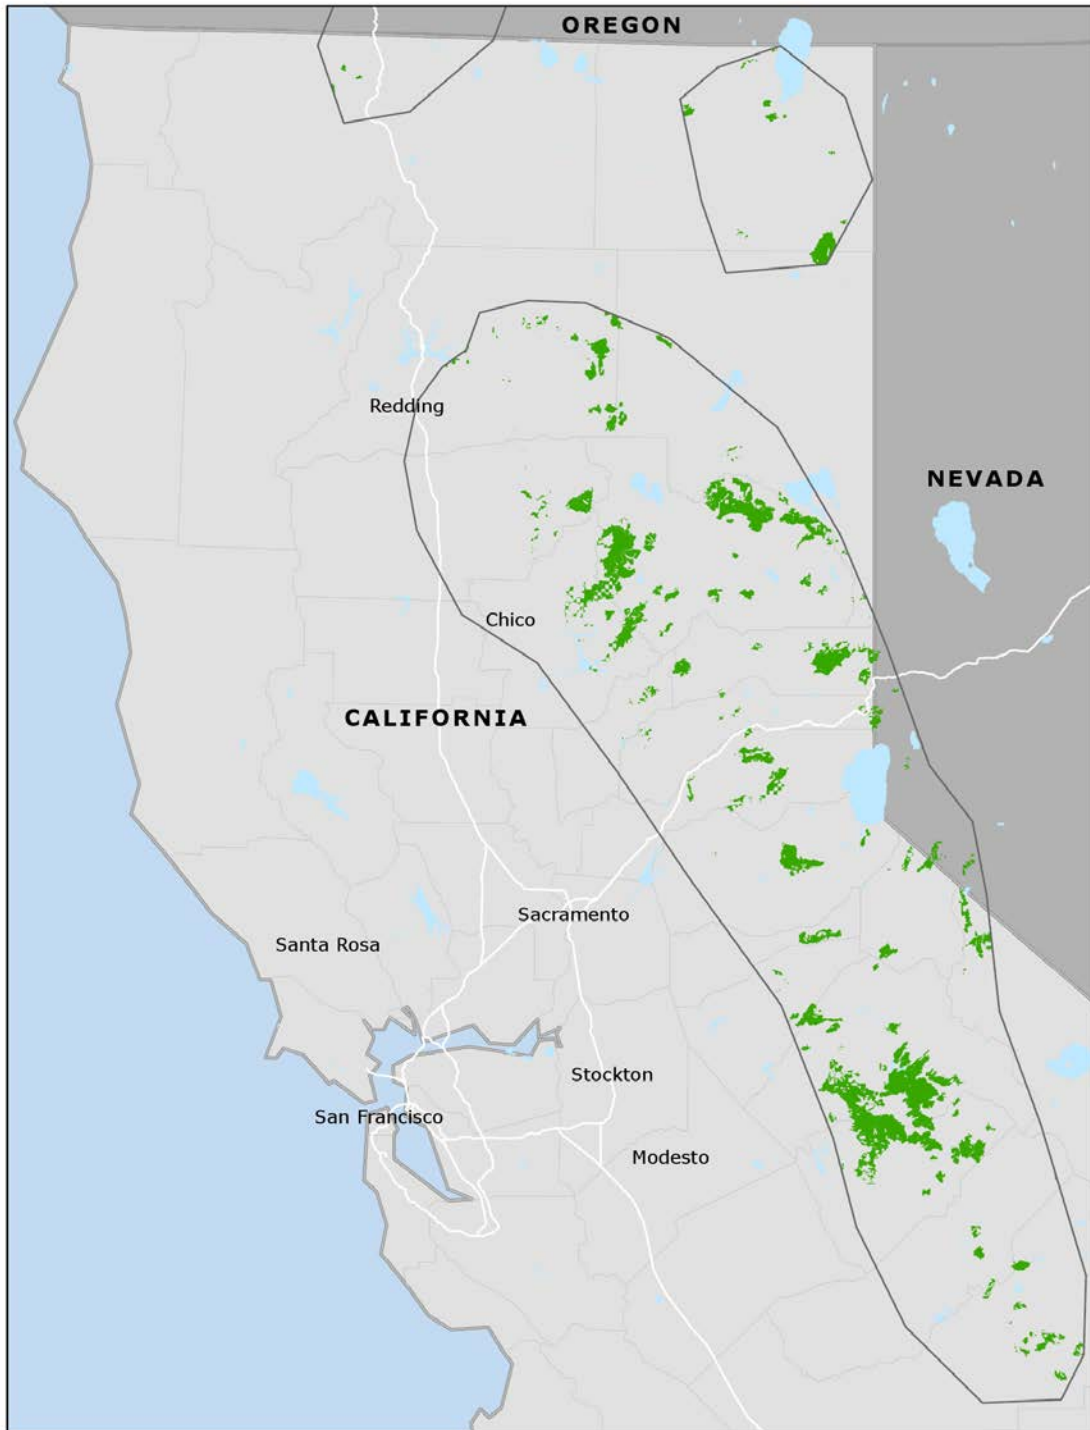 OREGON
Redding
NEVADA
Chico
CALIFORNIA
Sacramento
Santa Rosa
Stockton
San Francisco
Modesto